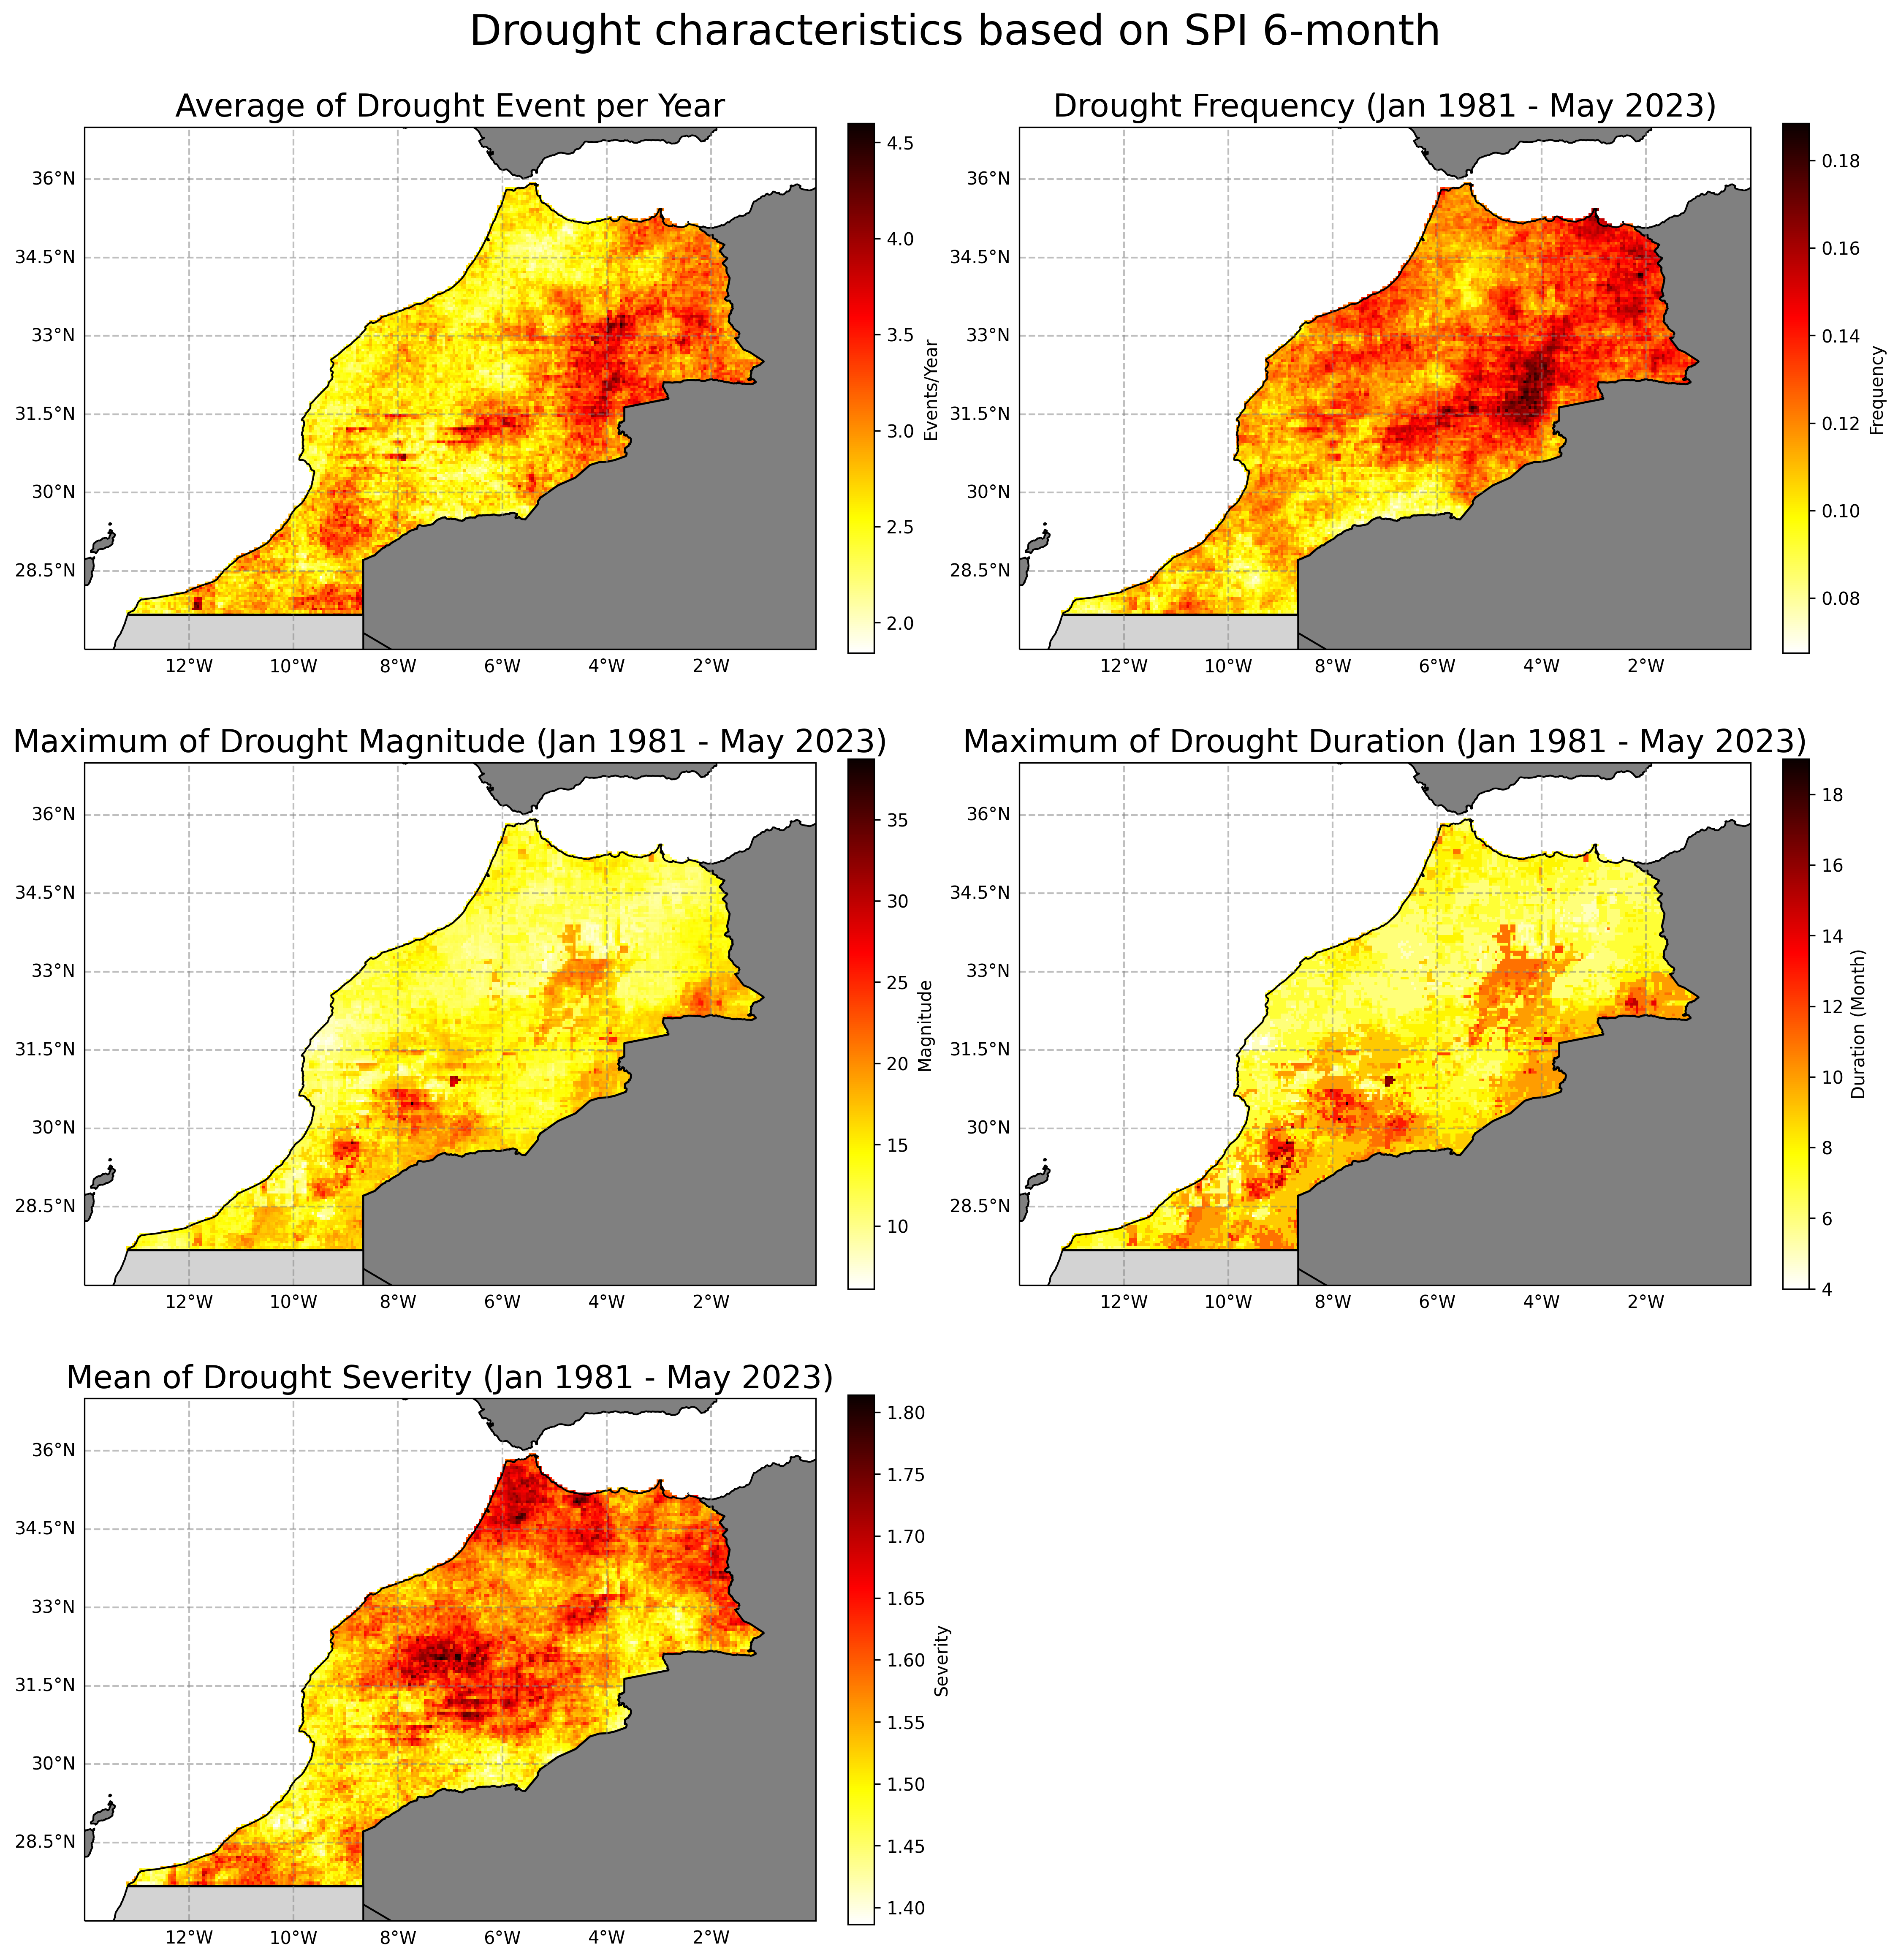 Drought characteristics based on SPI 6-month
Average of Drought Event per Year
36°N
34.5°N
33°N
31.5°N
30°N
28.5°N
12°W 10°W 8°W 6°W 4°W 2°W
4.5
4.0
3.5
3.0
2.5
2.0
Events/Year
Drought Frequency (Jan 1981 - May 2023)
36°N
34.5°N
33°N
31.5°N
30°N
28.5°N
12°W 10°W 8°W 6°W 4°W 2°W
0.18
0.16
0.14
0.12
0.10
0.08
Frequency
Maximum of Drought Magnitude (Jan 1981 - May 2023)
36°N
34.5°N
33°N
31.5°N
30°N
28.5°N
12°W 10°W 8°W 6°W 4°W 2°W
35
30
25
20
15
10
Magnitude
Maximum of Drought Duration (Jan 1981 - May 2023)
36°N
34.5°N
33°N
31.5°N
30°N
28.5°N
12°W 10°W 8°W 6°W 4°W 2°W
18
16
14
12
10
8
6
4
Duration (Month)
Mean of Drought Severity (Jan 1981 - May 2023)
36°N
34.5°N
33°N
31.5°N
30°N
28.5°N
12°W 10°W 8°W 6°W 4°W 2°W
1.80
1.75
1.70
1.65
1.60
1.55
1.50
1.45
1.40
Severity